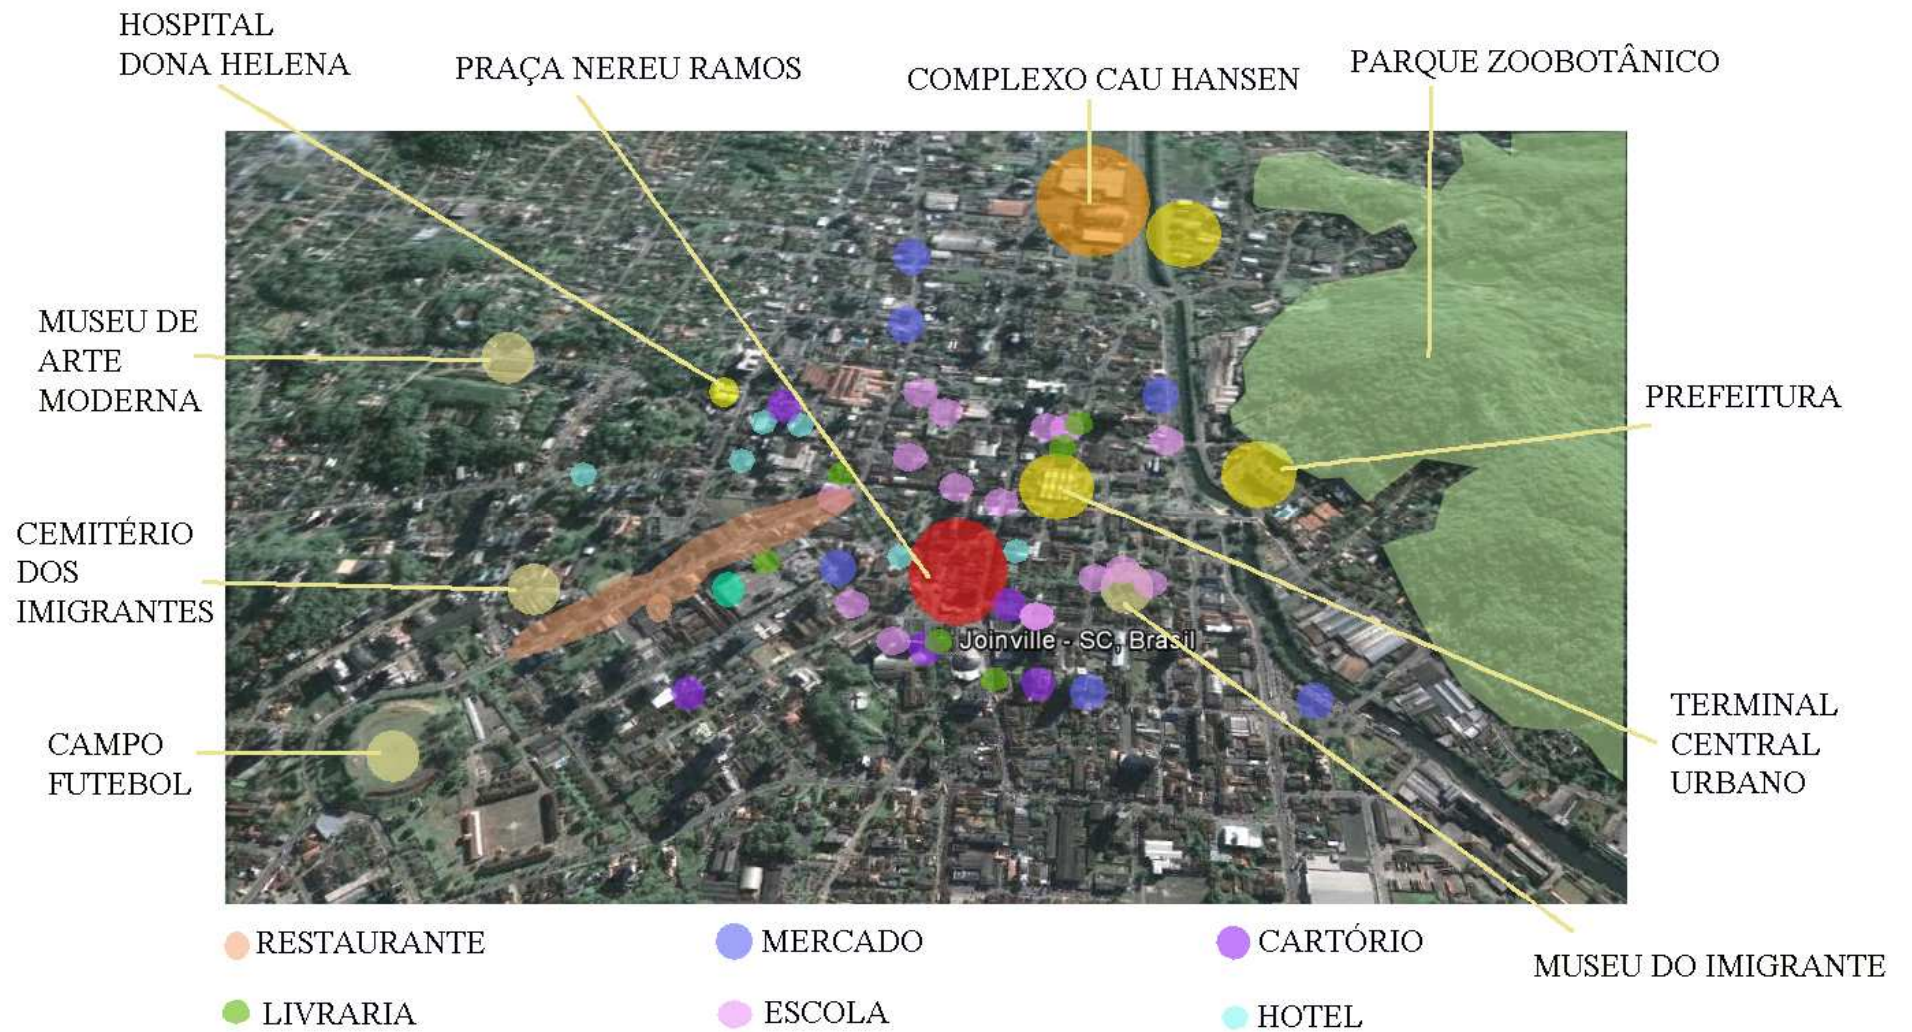 HOSPITAL
DONA HELENA
PRAÇA NEREU RAMOS
COMPLEXO CAU HANSEN
PARQUE ZOOBOTÂNICO
MUSEU DE
ARTE
MODERNA
PREFEITURA
CEMITÉRIO
DOS
IMIGRANTES
Joinville - SC, Brasil
CAMPO
FUTEBOL
TERMINAL
CENTRAL
URBANO
MUSEU DO IMIGRANTE
RESTAURANTE
MERCADO
CARTÓRIO
LIVRARIA
ESCOLA
HOTEL